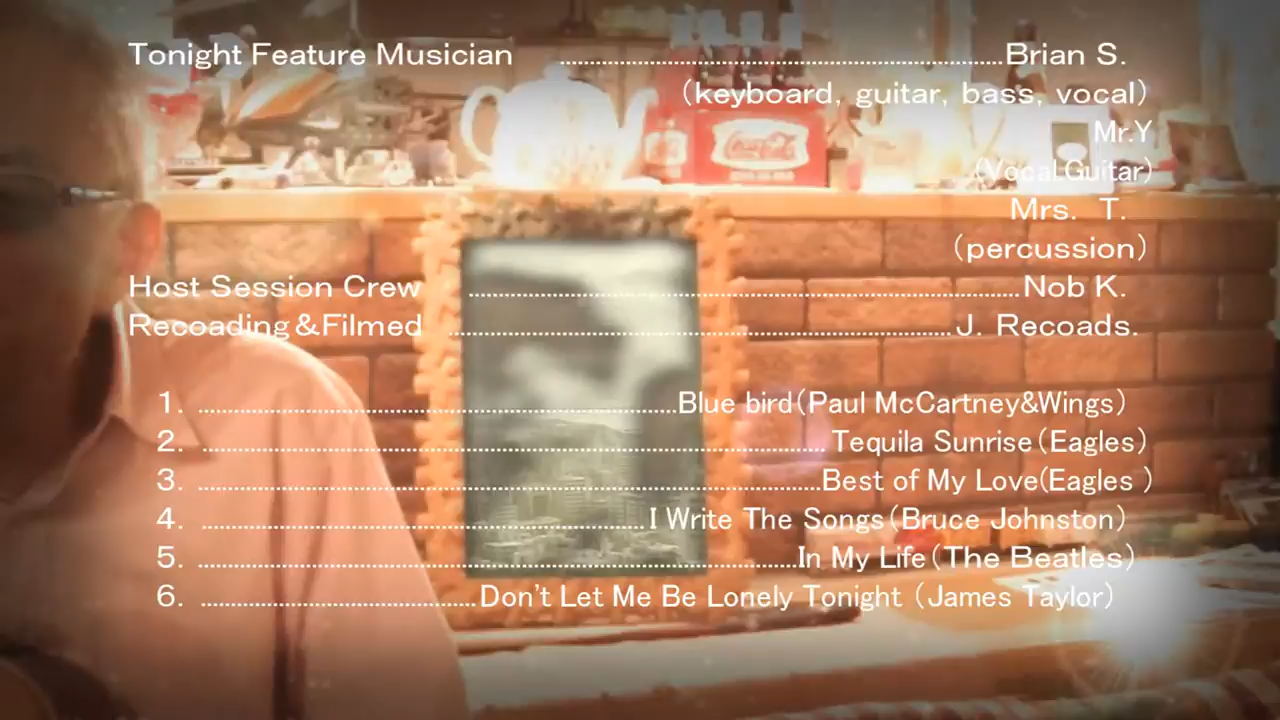 Tonight Feature Musician ........ Brian S.
(keyboard, guitar, bass, vocal)
Mr.Y
(Vocal.Guitar)
Mrs. T.
(percussion)
Host Session Crew ........ Nob K.
Recoading&Filmed ........ J. Recoads.
1. ........ Blue bird(Paul McCartney&Wings)
2. ........ Tequila Sunrise(Eagles)
3. ........ Best of My Love(Eagles )
4. ........ I Write The Songs(Bruce Johnston)
5. ........ In My Life(The Beatles)
6. ........ Don't Let Me Be Lonely Tonight (James Taylor)
Coca-Cola